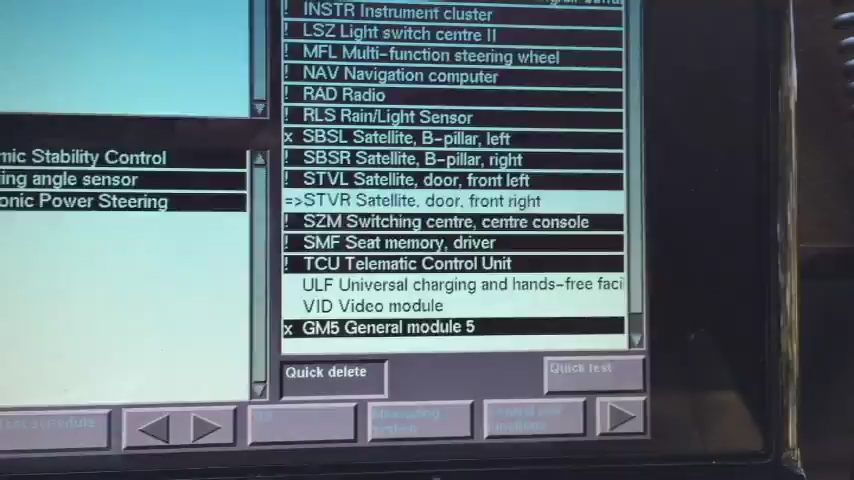 ! INSTR Instrument cluster
! LSZ Light switch centre II
! MFL Multi-function steering wheel
! NAV Navigation computer
! RAD Radio
! RLS Rain/Light Sensor
x SBSL Satellite, B-pillar, left
! SBSR Satellite, B-pillar, right
! STVL Satellite, door, front left
=>STVR Satellite, door, front right
! SZM Switching centre, centre console
! SMF Seat memory, driver
! TCU Telematic Control Unit
ULF Universal charging and hands-free faci
VID Video module
x GM5 General module 5
mic Stability Control
ing angle sensor
onic Power Steering
Quick delete
Quick test